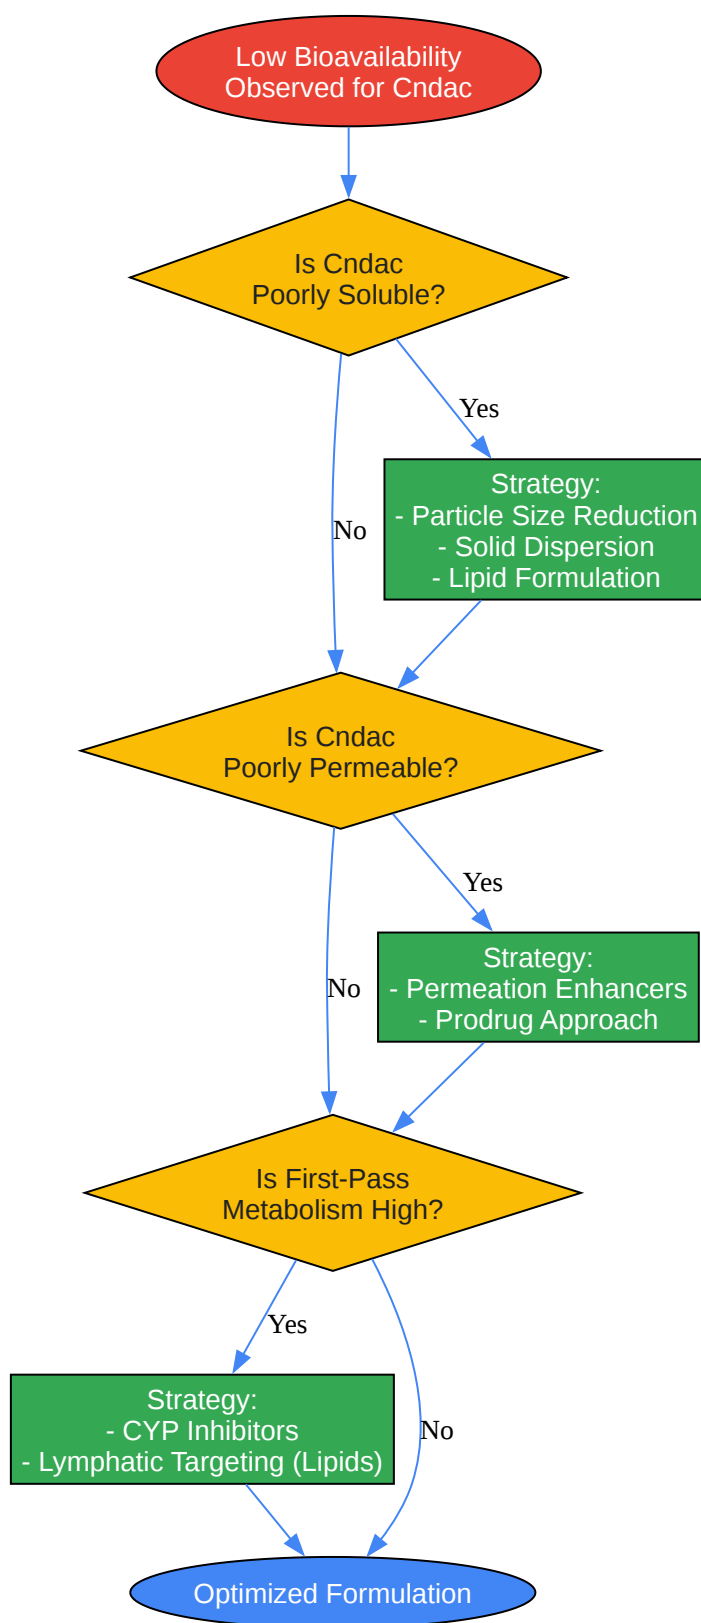 Low Bioavailability
Observed for Cndac
Is Cndac
Poorly Soluble?
Yes
Strategy:
- Particle Size Reduction
- Solid Dispersion
- Lipid Formulation
No
Is Cndac
Poorly Permeable?
Yes
Strategy:
- Permeation Enhancers
- Prodrug Approach
No
Is First-Pass
Metabolism High?
Yes
Strategy:
- CYP Inhibitors
- Lymphatic Targeting (Lipids)
No
Optimized Formulation